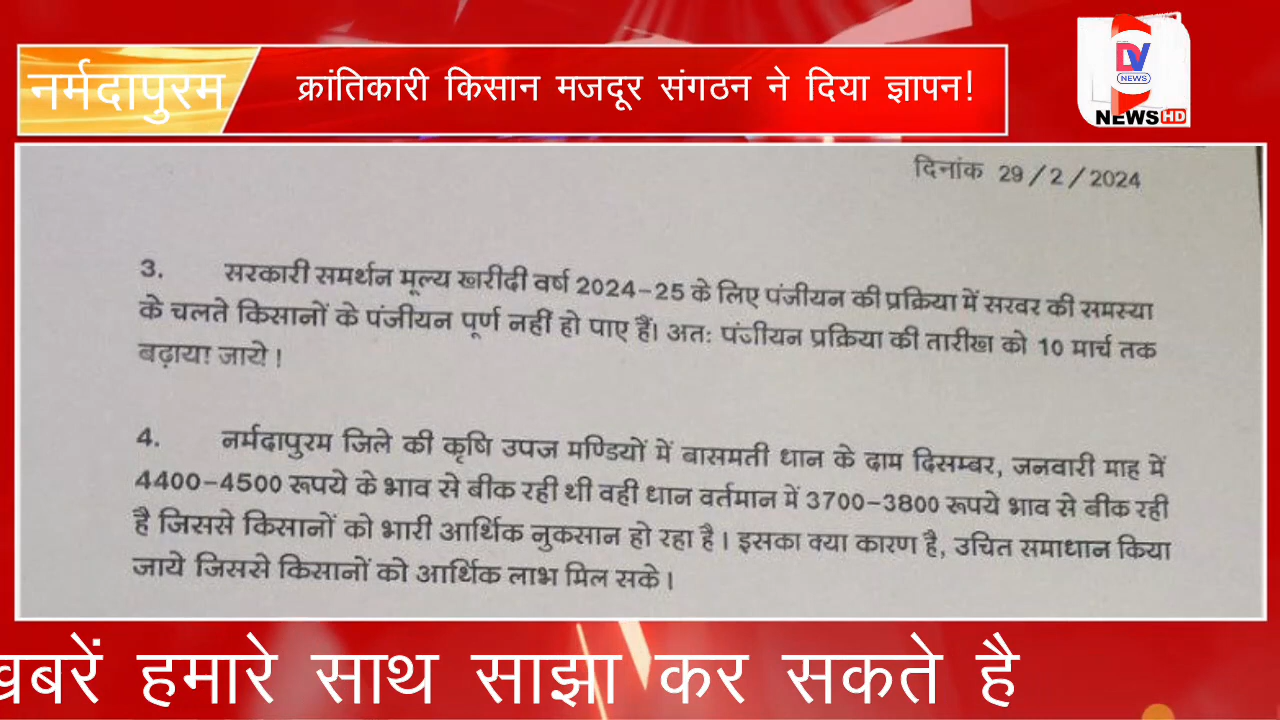 नर्मदापुरम
क्रांतिकारी किसान मजदूर संगठन ने दिया ज्ञापन!
DV
NEWS
NEWS HD
दिनांक 29/2/2024
3. सरकारी समर्थन मूल्य खरीदी वर्ष 2024-25 के लिए पंजीयन की प्रक्रिया में सरवर की समस्या
के चलते किसानों के पंजीयन पूर्ण नहीं हो पाए हैं। अतः पंजीयन प्रक्रिया की तारीख को 10 मार्च तक
बढ़ाया जाये।
4. नर्मदापुरम जिले की कृषि उपज मण्डियों में बासमती धान के दाम दिसम्बर, जनवारी माह में
4400-4500 रूपये के भाव से बीक रही थी वही धान वर्तमान में 3700-3800 रूपये भाव से बीक रही
है जिससे किसानों को भारी आर्थिक नुकसान हो रहा है। इसका क्या कारण है, उचित समाधान किया
जाये जिससे किसानों को आर्थिक लाभ मिल सके।
हमारे साथ साझा कर सकते है